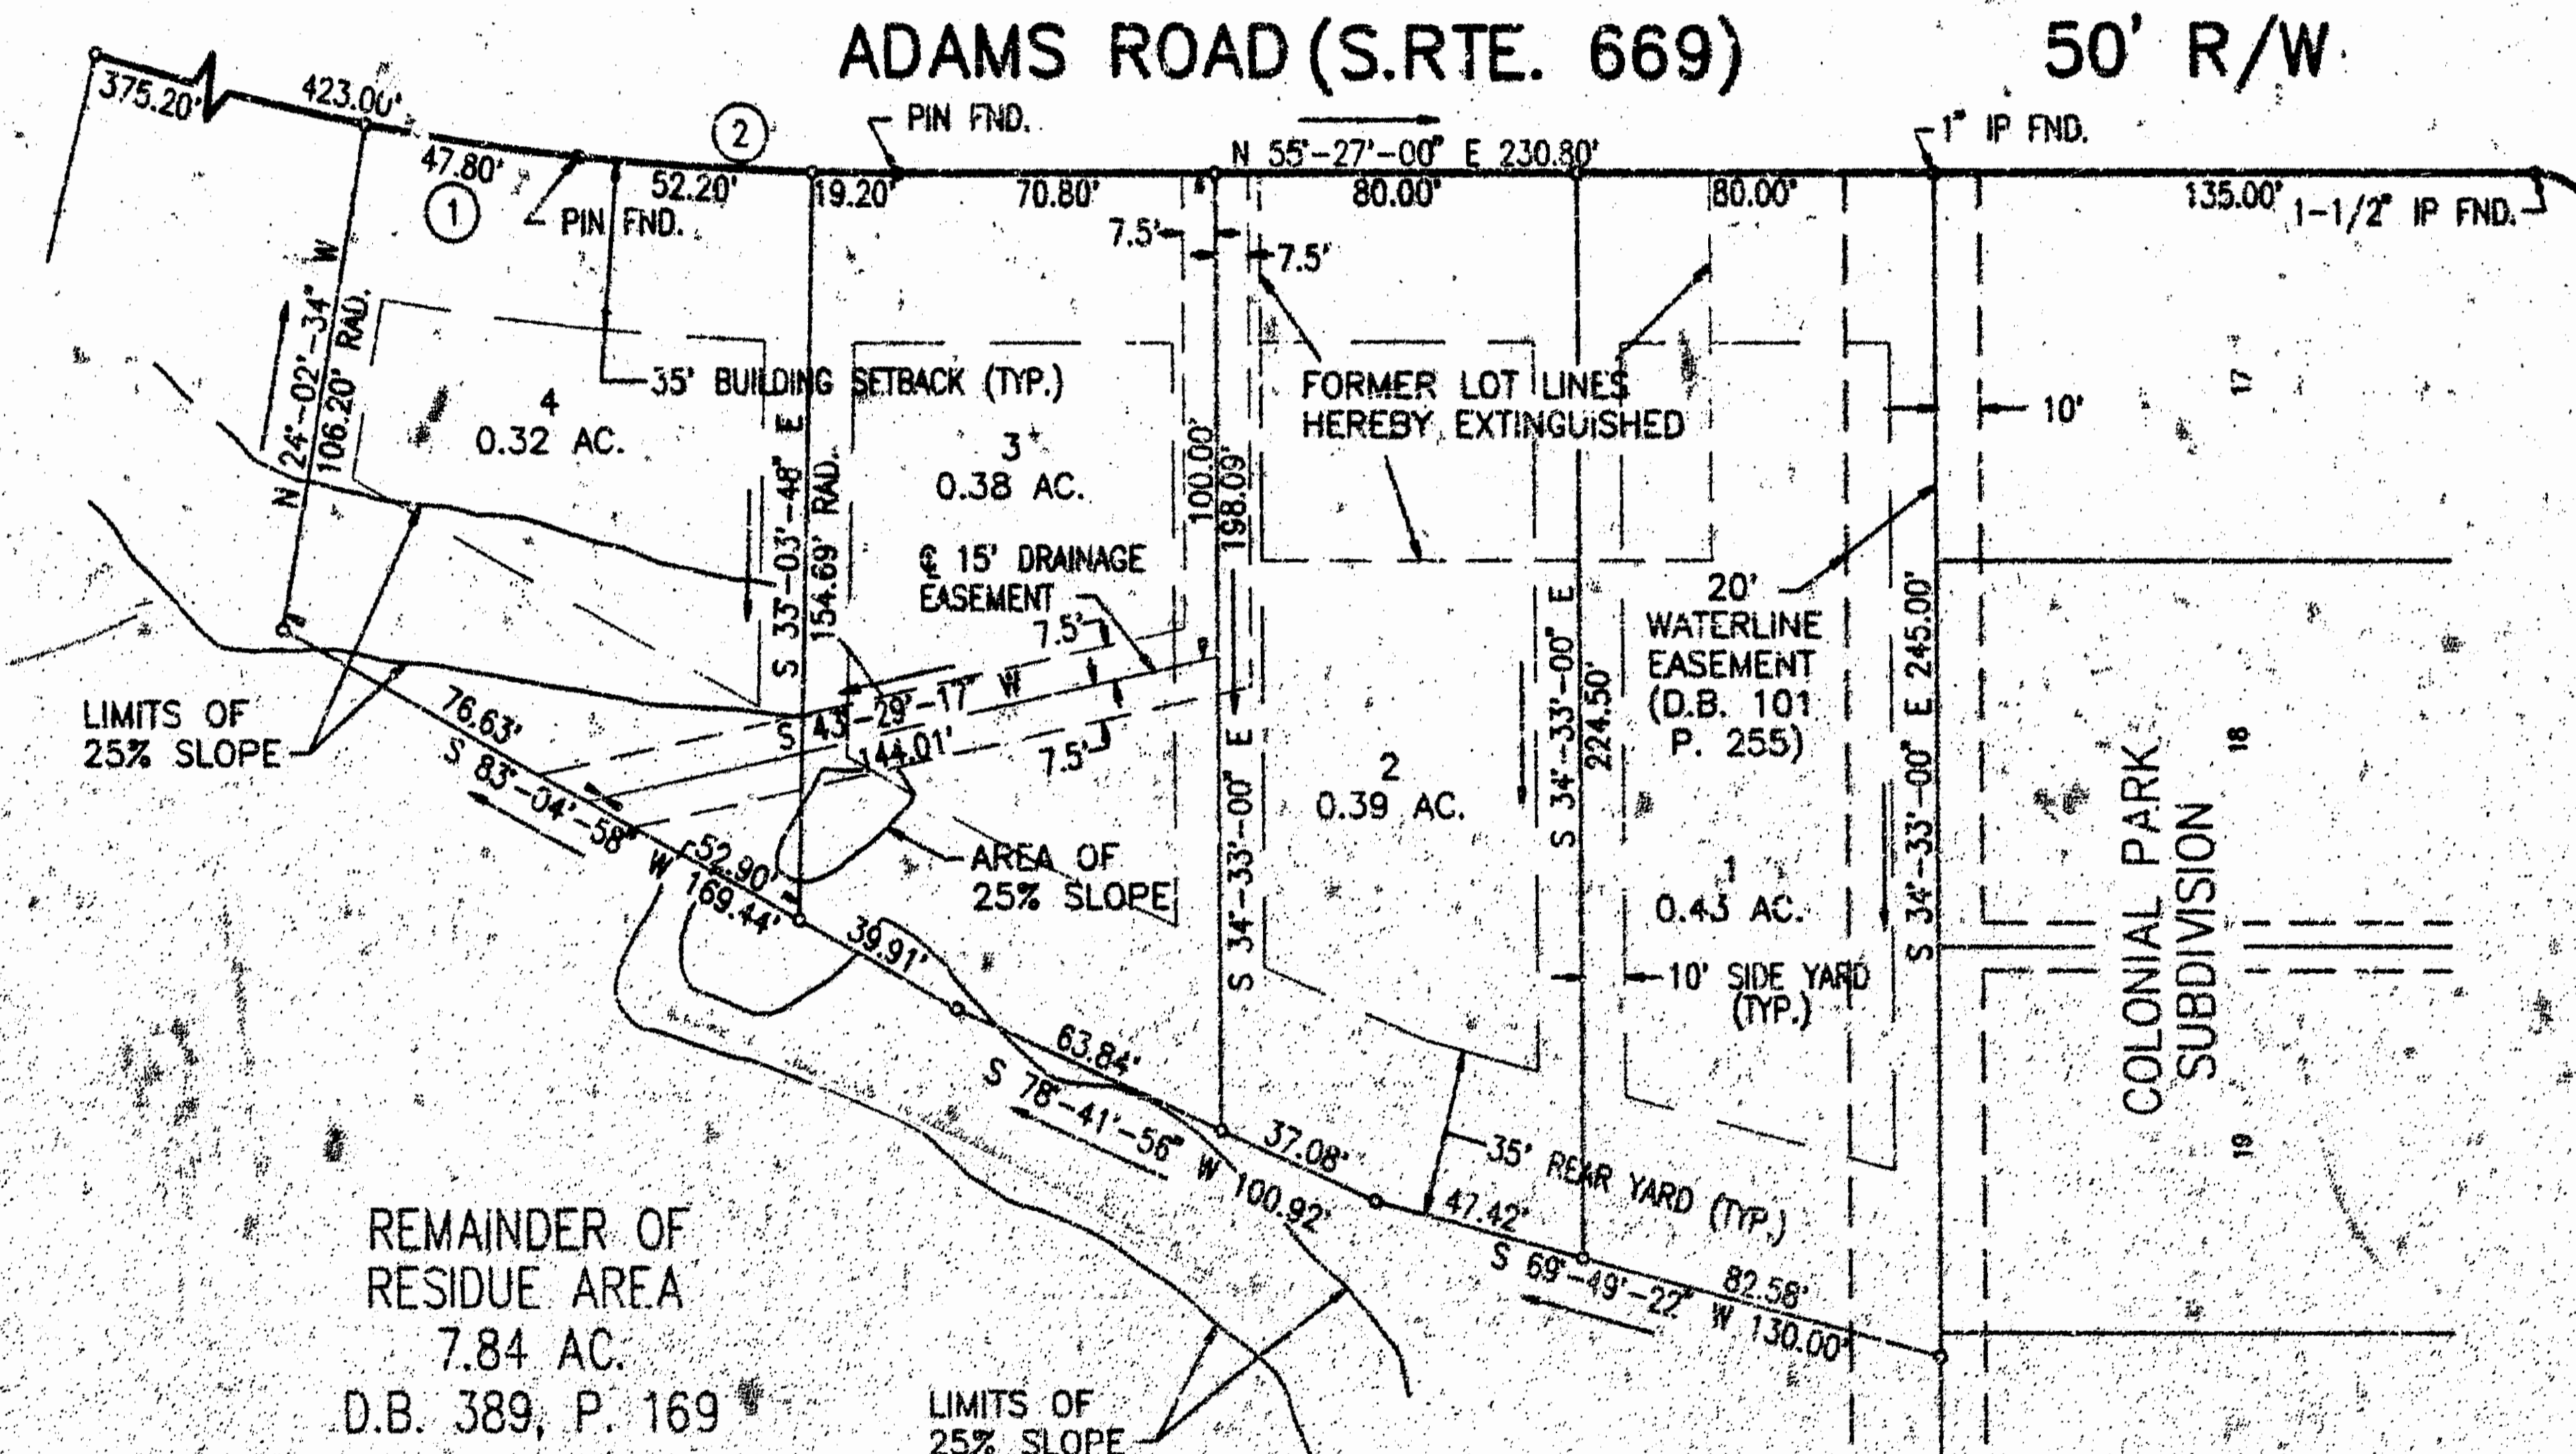 ADAMS ROAD (S.RTE. 669)
50' R/W
375.20'
423.00'
47.80'
1
PIN FND.
2
52.20'
PIN FND.
19.20'
70.80'
N 55°-27'-00" E 230.80'
80.00'
80.00'
1" IP FND.
135.00'
1-1/2" IP FND.
7.5'
7.5'
N 24°-02'-34" W
106.20' RAD.
35' BUILDING SETBACK (TYP.)
4
0.32 AC.
S 33°-03'-48" E
154.69' RAD.
3
0.38 AC.
100.00'
198.09'
FORMER LOT LINES
HEREBY EXTINGUISHED
10'
17
℄ 15' DRAINAGE
EASEMENT
7.5'
S 43°-29'-17" W
144.01'
7.5'
LIMITS OF
25% SLOPE
76.63'
S 83°-04'-58" W
169.44'
52.90'
39.91'
AREA OF
25% SLOPE
S 34°-33'-00" E
2
0.39 AC.
S 34°-33'-00" E
224.50'
20'
WATERLINE
EASEMENT
(D.B. 101
P. 255)
1
0.43 AC.
10' SIDE YARD
(TYP.)
S 34°-33'-00" E 245.00'
COLONIAL PARK
SUBDIVISION
18
19
63.84'
S 78°-41'-56" W
100.92'
37.08'
35' REAR YARD (TYP.)
47.42'
S 69°-49'-22" W 130.00'
82.58'
REMAINDER OF
RESIDUE AREA
7.84 AC.
D.B. 389, P. 169
LIMITS OF
25% SLOPE